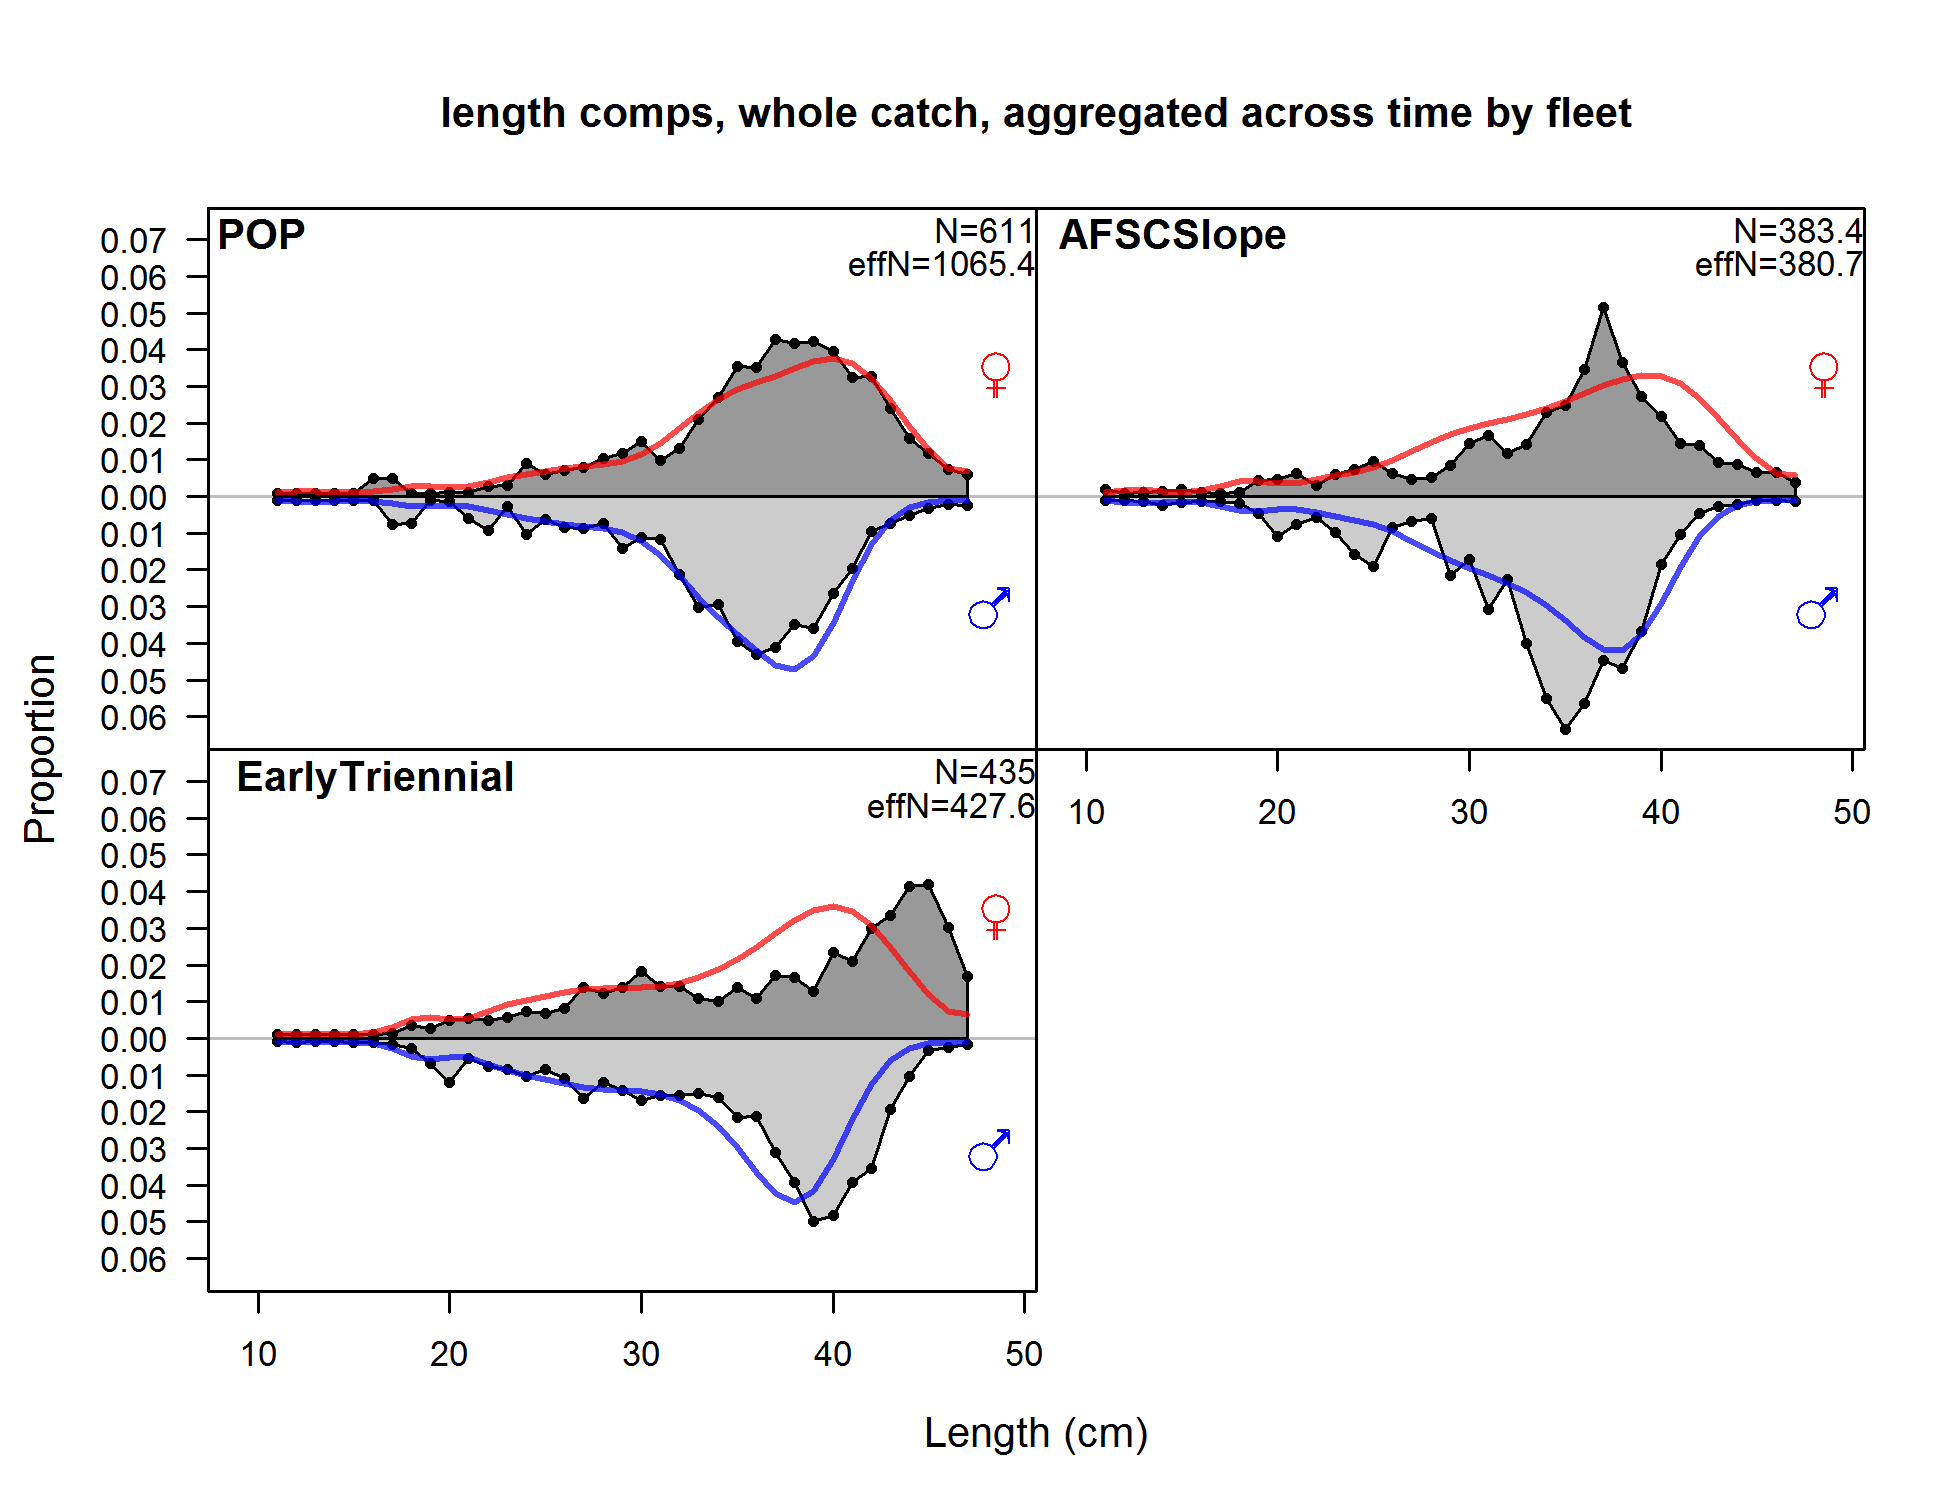 length comps, whole catch, aggregated across time by fleet
POP
N=611
effN=1065.4
AFSCSlope
N=383.4
effN=380.7
0.07
0.06
0.05
0.04
0.03
0.02
0.01
0.00
0.01
0.02
0.03
0.04
0.05
0.06
♀
♂
♀
♂
EarlyTriennial
N=435
effN=427.6
0.07
0.06
0.05
0.04
0.03
0.02
0.01
0.00
0.01
0.02
0.03
0.04
0.05
0.06
♀
♂
10 20 30 40 50
10 20 30 40 50
Proportion
Length (cm)